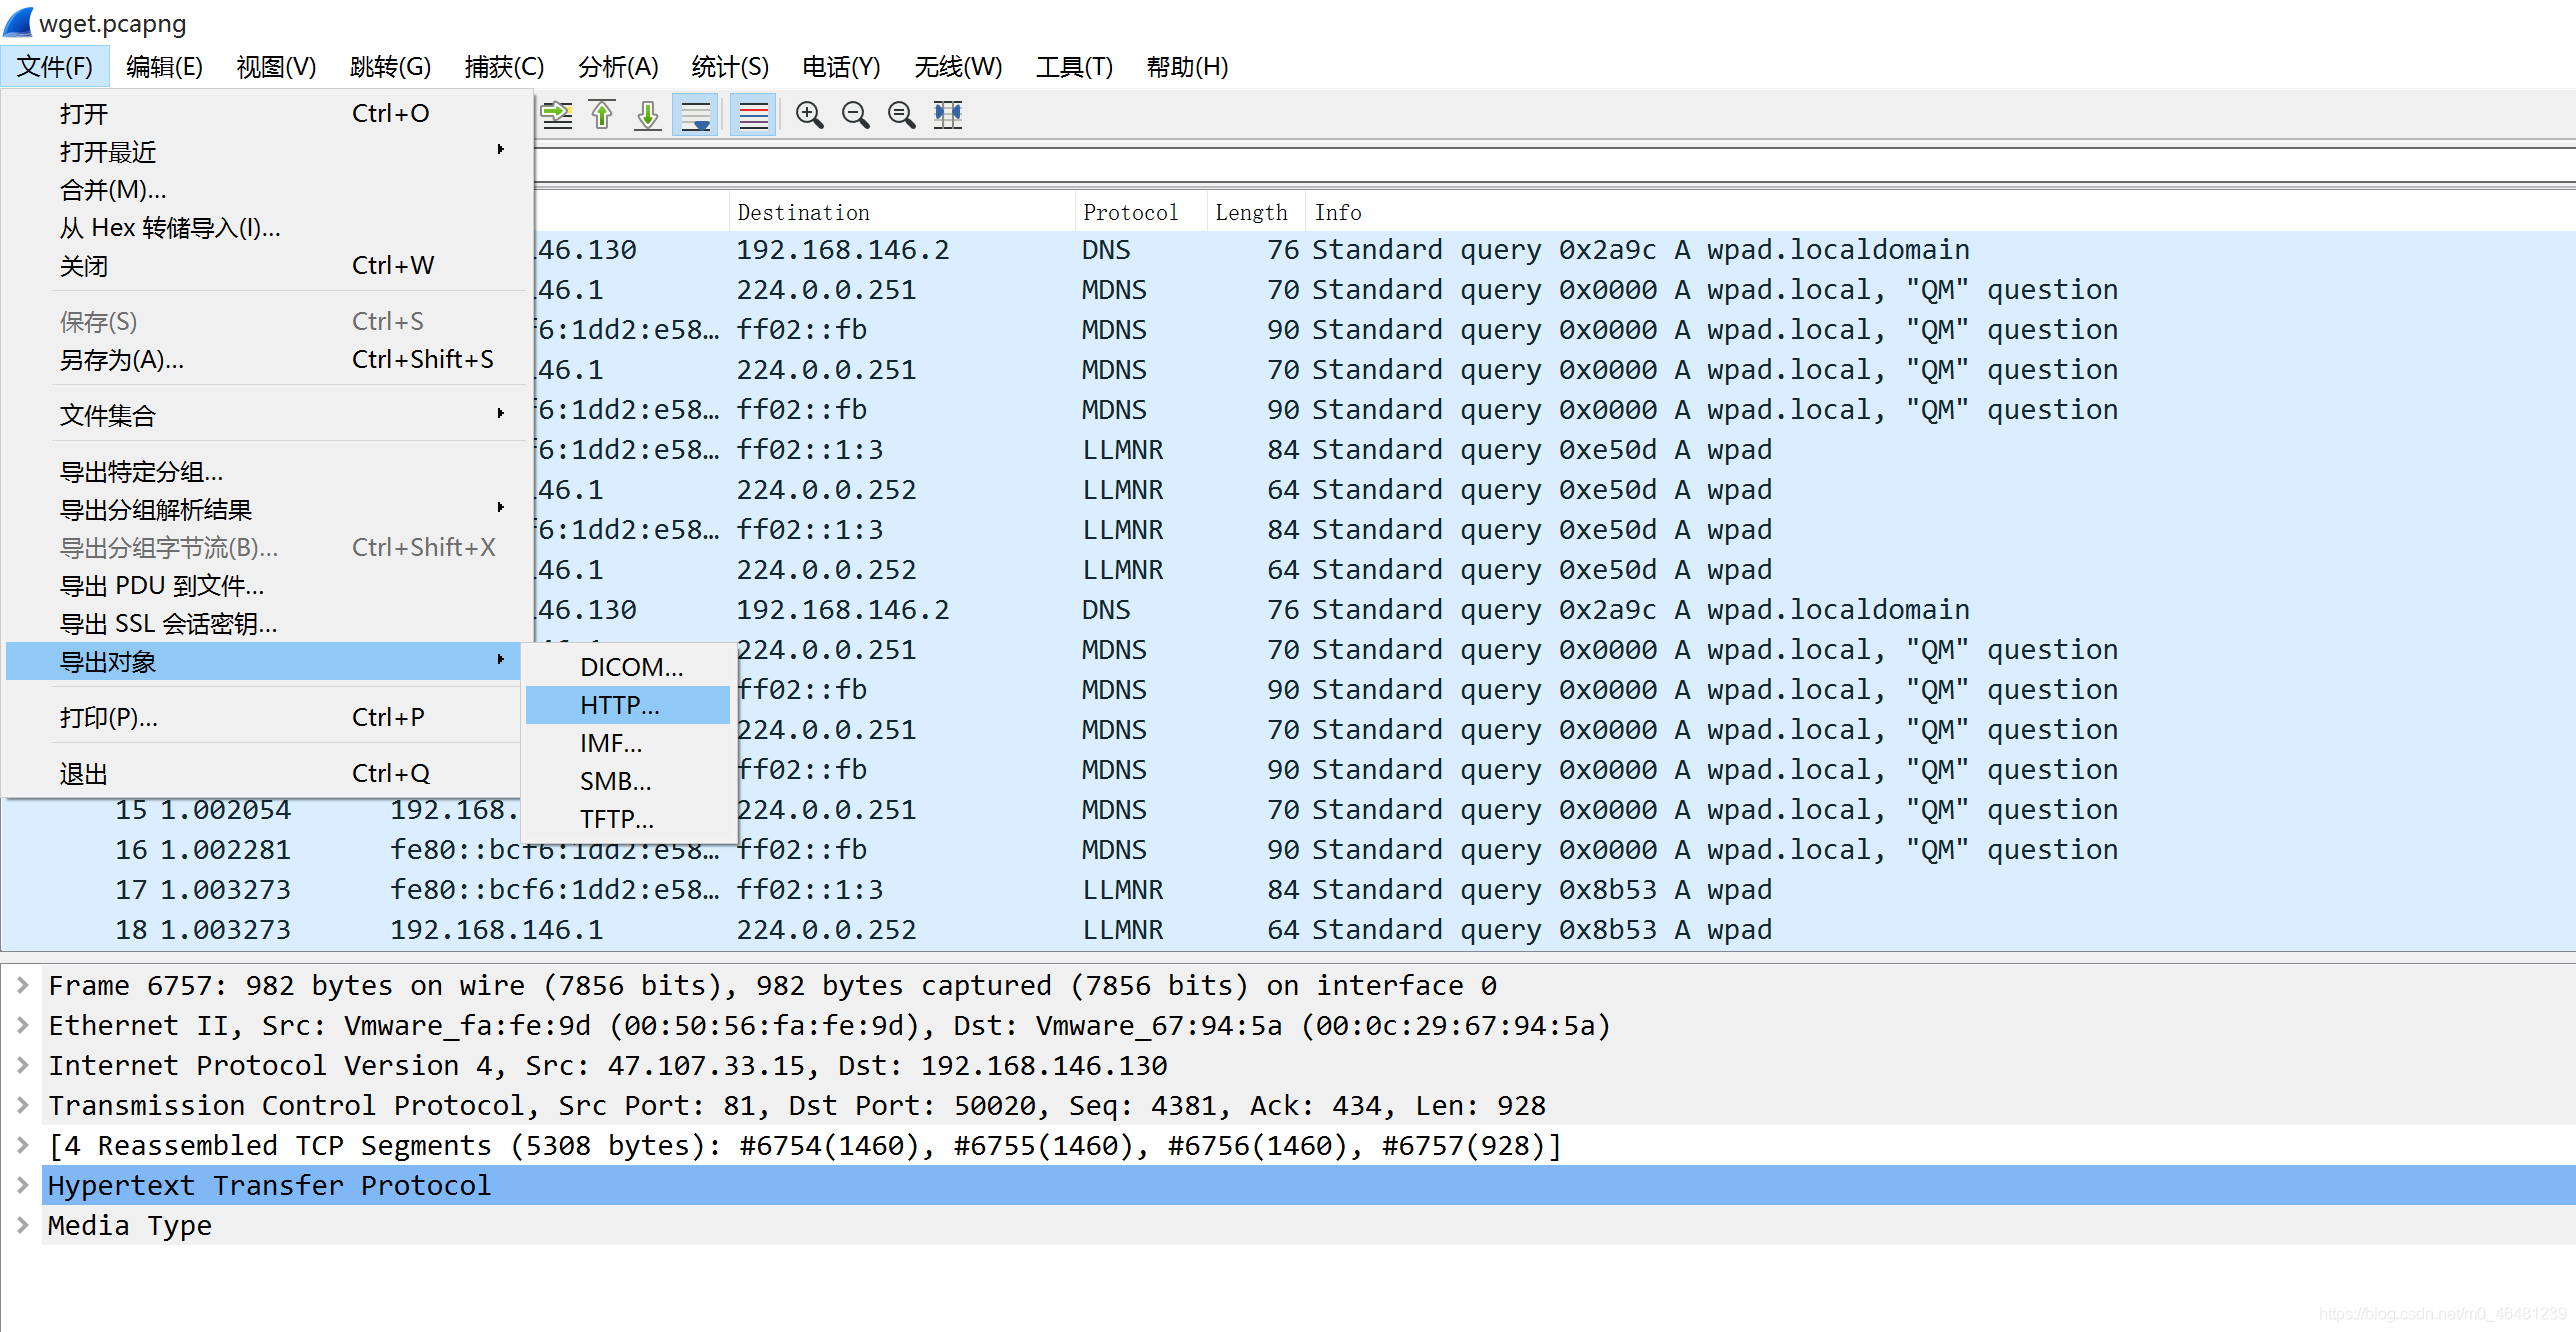 wget.pcapng
文件(F) 编辑(E) 视图(V) 跳转(G) 捕获(C) 分析(A) 统计(S) 电话(Y) 无线(W) 工具(T) 帮助(H)
打开 Ctrl+O
打开最近
合并(M)...
从 Hex 转储导入(I)...
关闭 Ctrl+W
保存(S) Ctrl+S
另存为(A)... Ctrl+Shift+S
文件集合
导出特定分组...
导出分组解析结果
导出分组字节流(B)... Ctrl+Shift+X
导出 PDU 到文件...
导出 SSL 会话密钥...
导出对象
打印(P)... Ctrl+P
退出 Ctrl+Q
DICOM...
HTTP...
IMF...
SMB...
TFTP...
Destination Protocol Length Info
46.130 192.168.146.2 DNS 76 Standard query 0x2a9c A wpad.localdomain
46.1 224.0.0.251 MDNS 70 Standard query 0x0000 A wpad.local, "QM" question
f6:1dd2:e58… ff02::fb MDNS 90 Standard query 0x0000 A wpad.local, "QM" question
46.1 224.0.0.251 MDNS 70 Standard query 0x0000 A wpad.local, "QM" question
f6:1dd2:e58… ff02::fb MDNS 90 Standard query 0x0000 A wpad.local, "QM" question
f6:1dd2:e58… ff02::1:3 LLMNR 84 Standard query 0xe50d A wpad
46.1 224.0.0.252 LLMNR 64 Standard query 0xe50d A wpad
f6:1dd2:e58… ff02::1:3 LLMNR 84 Standard query 0xe50d A wpad
46.1 224.0.0.252 LLMNR 64 Standard query 0xe50d A wpad
46.130 192.168.146.2 DNS 76 Standard query 0x2a9c A wpad.localdomain
224.0.0.251 MDNS 70 Standard query 0x0000 A wpad.local, "QM" question
ff02::fb MDNS 90 Standard query 0x0000 A wpad.local, "QM" question
224.0.0.251 MDNS 70 Standard query 0x0000 A wpad.local, "QM" question
ff02::fb MDNS 90 Standard query 0x0000 A wpad.local, "QM" question
15 1.002054 192.168. 224.0.0.251 MDNS 70 Standard query 0x0000 A wpad.local, "QM" question
16 1.002281 fe80::bcf6:1dd2:e58… ff02::fb MDNS 90 Standard query 0x0000 A wpad.local, "QM" question
17 1.003273 fe80::bcf6:1dd2:e58… ff02::1:3 LLMNR 84 Standard query 0x8b53 A wpad
18 1.003273 192.168.146.1 224.0.0.252 LLMNR 64 Standard query 0x8b53 A wpad
Frame 6757: 982 bytes on wire (7856 bits), 982 bytes captured (7856 bits) on interface 0
Ethernet II, Src: Vmware_fa:fe:9d (00:50:56:fa:fe:9d), Dst: Vmware_67:94:5a (00:0c:29:67:94:5a)
Internet Protocol Version 4, Src: 47.107.33.15, Dst: 192.168.146.130
Transmission Control Protocol, Src Port: 81, Dst Port: 50020, Seq: 4381, Ack: 434, Len: 928
[4 Reassembled TCP Segments (5308 bytes): #6754(1460), #6755(1460), #6756(1460), #6757(928)]
Hypertext Transfer Protocol
Media Type
https://blog.csdn.net/m0_46481239